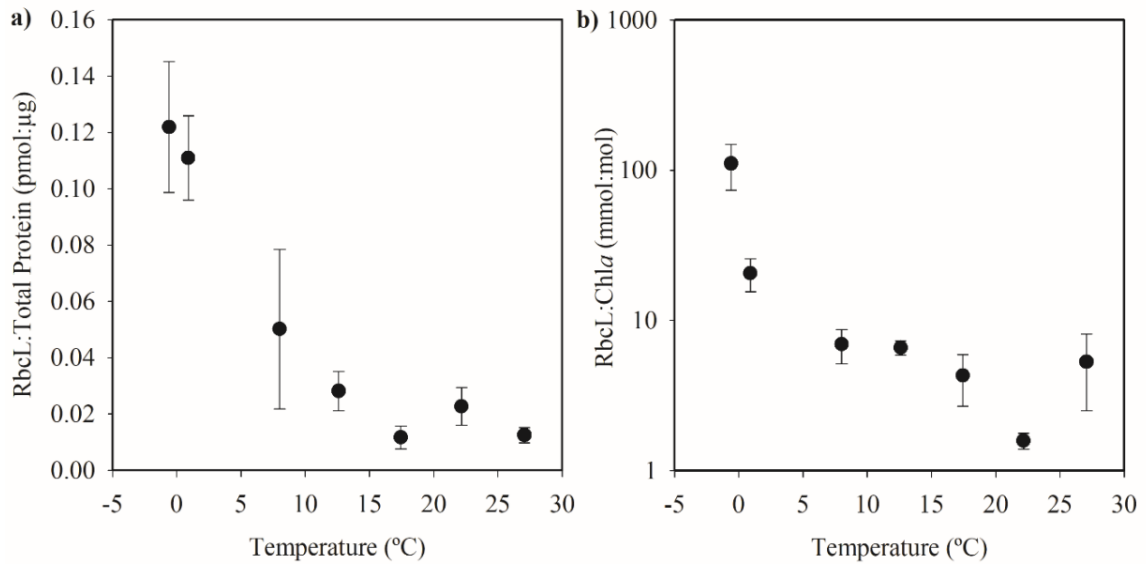 a)
RbcL:Total Protein (pmol:µg)
0.16
0.14
0.12
0.10
0.08
0.06
0.04
0.02
0.00
-5 0 5 10 15 20 25 30
Temperature (ºC)
b)
RbcL:Chla (mmol:mol)
1000
100
10
1
-5 0 5 10 15 20 25 30
Temperature (ºC)